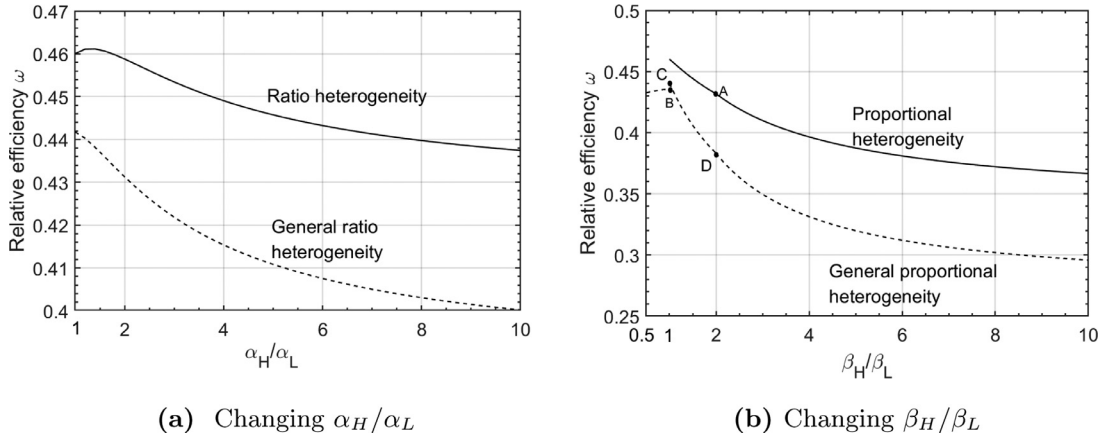 0.47
0.46
0.45
0.44
0.43
0.42
0.41
0.4
Relative efficiency ω
Ratio heterogeneity
General ratio
heterogeneity
1 2 4 6 8 10
α_H/α_L
(a) Changing α_H/α_L
0.5
0.45
0.4
0.35
0.3
0.25
Relative efficiency ω
C
B
A
D
Proportional
heterogeneity
General proportional
heterogeneity
0.5 1 2 4 6 8 10
β_H/β_L
(b) Changing β_H/β_L